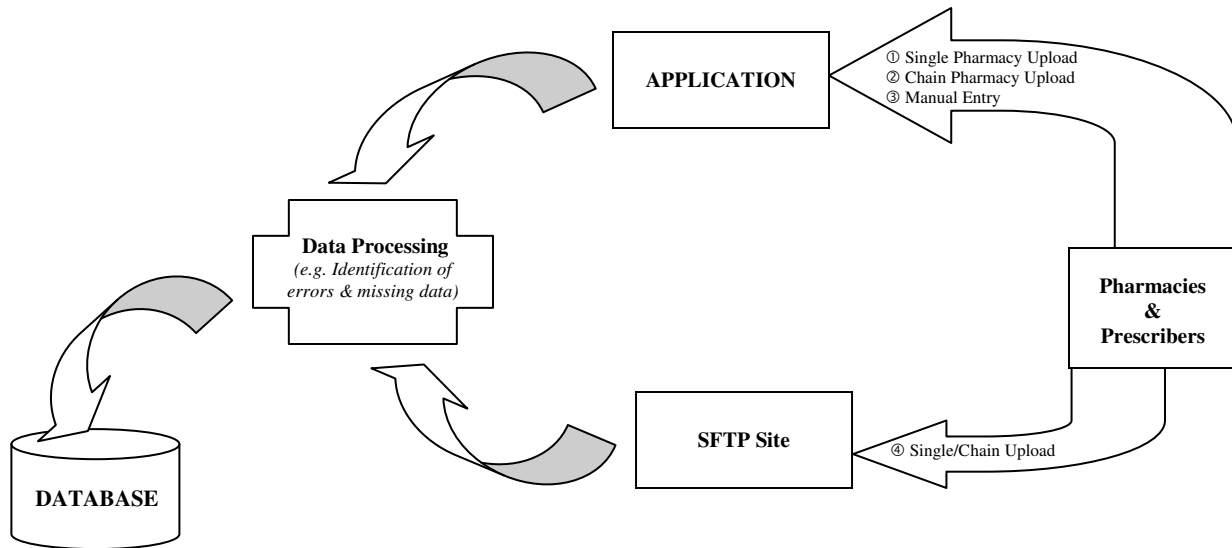 APPLICATION
① Single Pharmacy Upload
② Chain Pharmacy Upload
③ Manual Entry
Data Processing
(e.g. Identification of
errors & missing data)
Pharmacies
&
Prescribers
SFTP Site
④ Single/Chain Upload
DATABASE